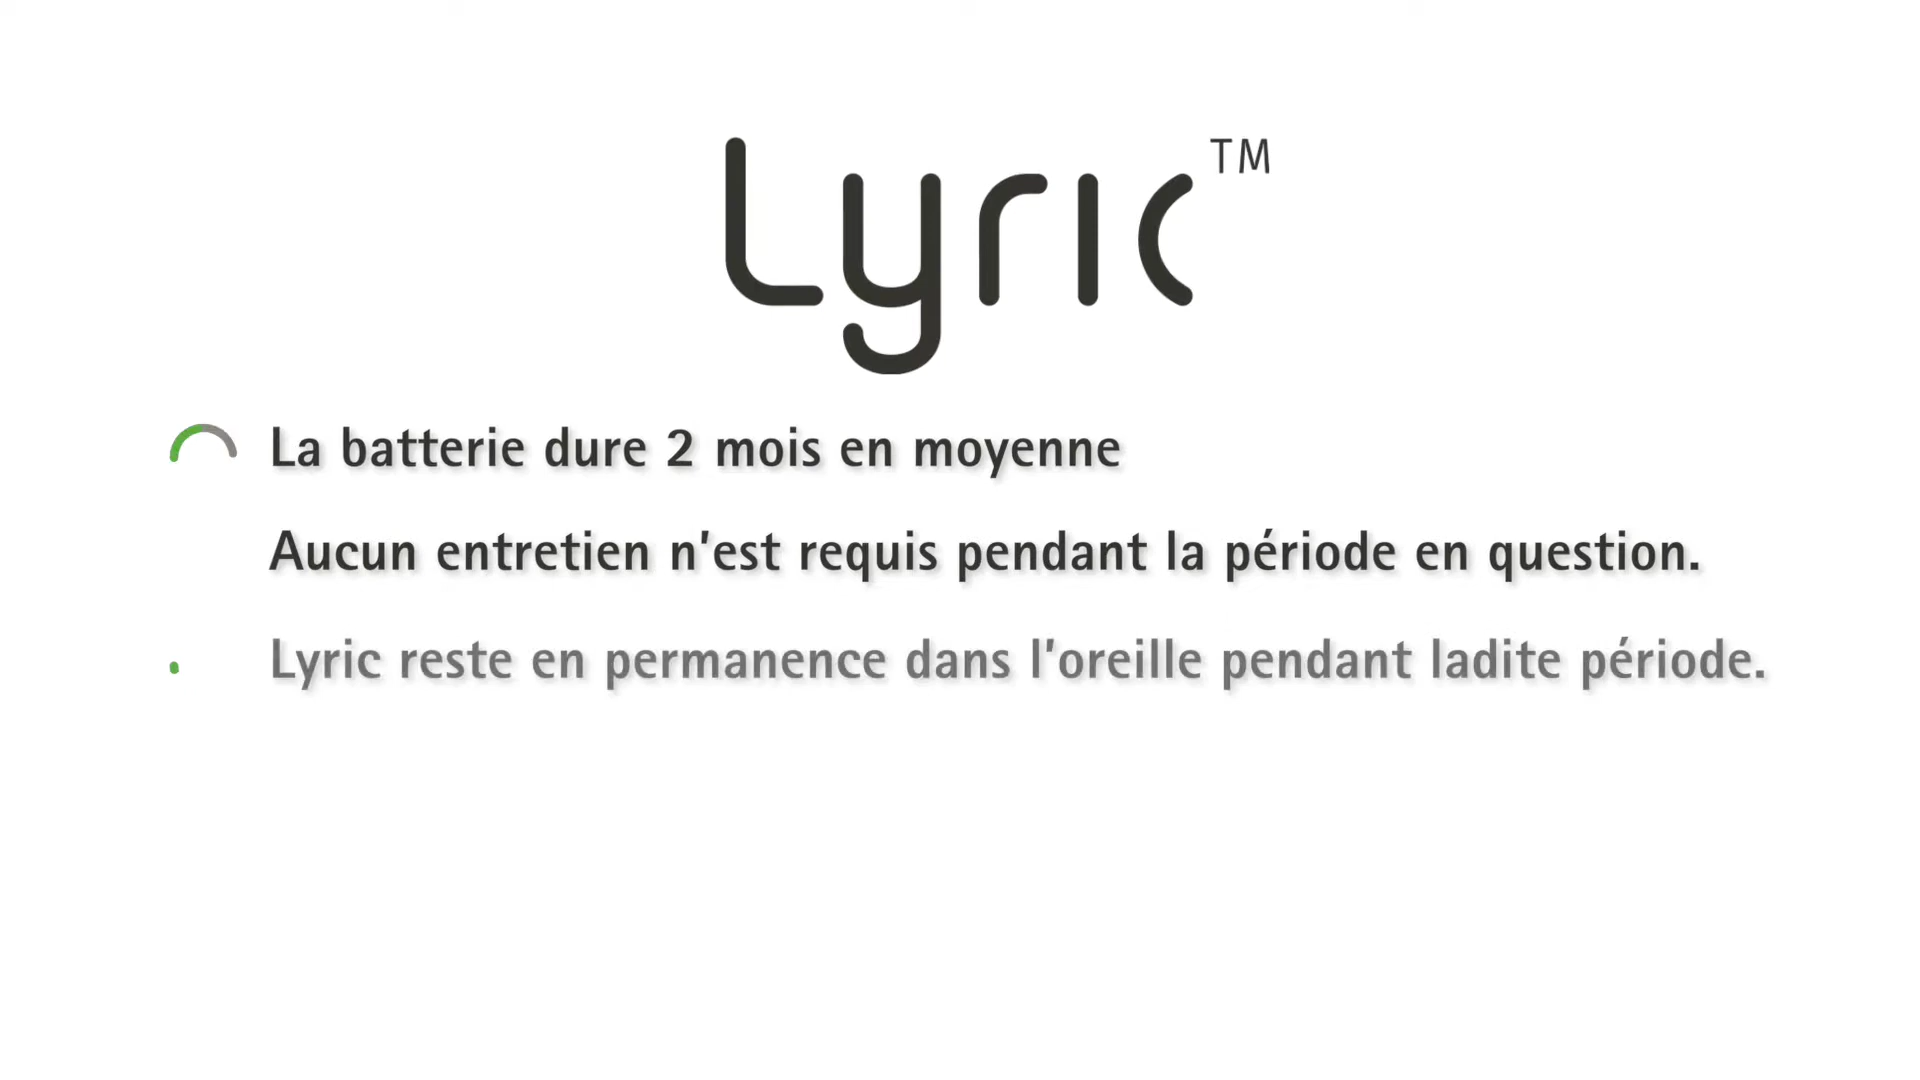 Lyric™
La batterie dure 2 mois en moyenne
Aucun entretien n’est requis pendant la période en question.
Lyric reste en permanence dans l’oreille pendant ladite période.